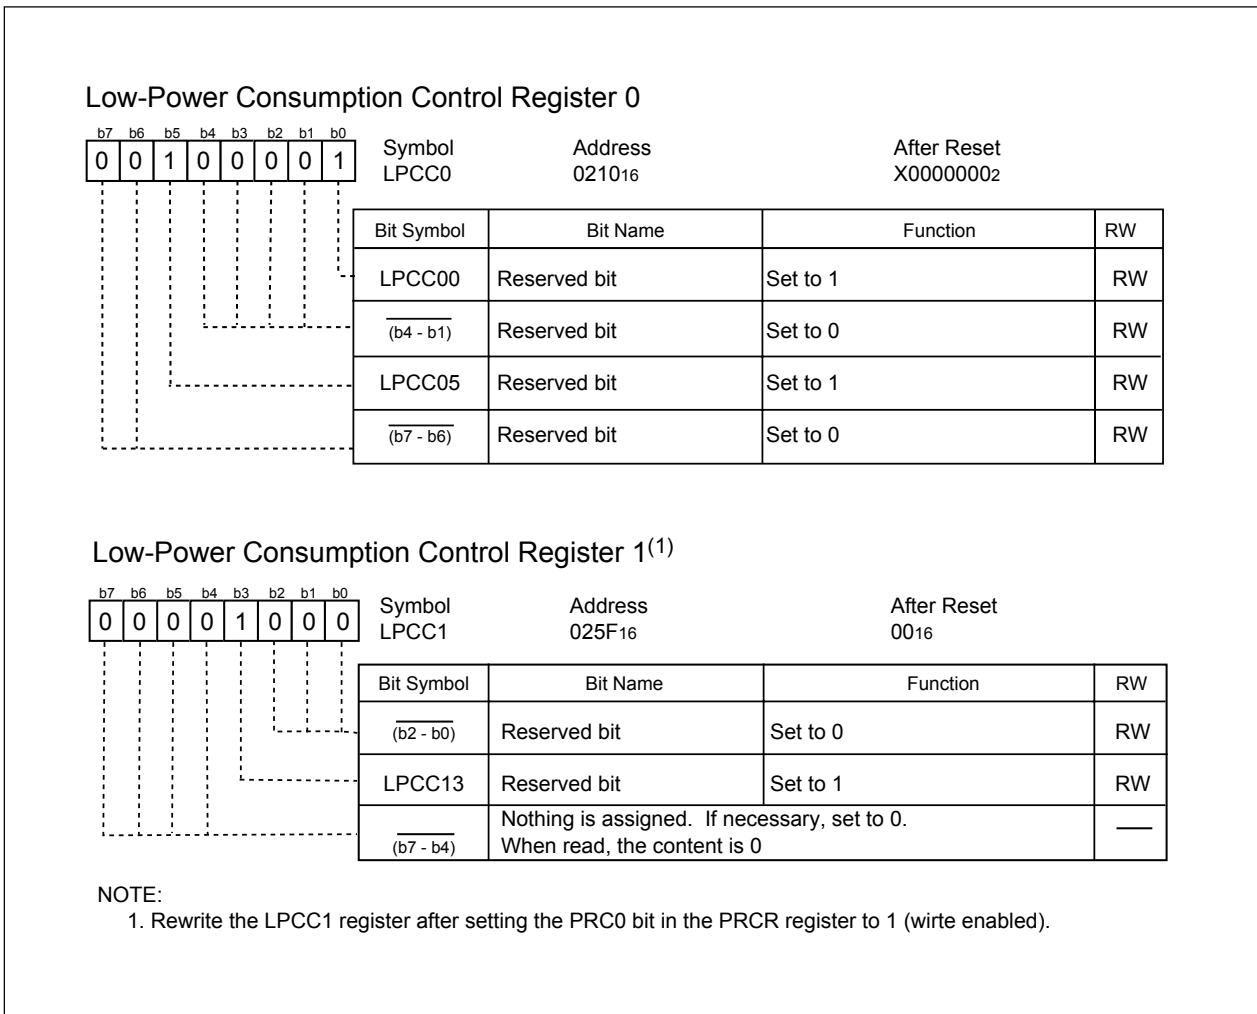 Low-Power Consumption Control Register 0
b7 b6 b5 b4 b3 b2 b1 b0
0 0 1 0 0 0 0 1
Symbol Address After Reset
LPCC0 021016 X00000002
Bit Symbol Bit Name Function RW
LPCC00 Reserved bit Set to 1 RW
(b4 - b1) Reserved bit Set to 0 RW
LPCC05 Reserved bit Set to 1 RW
(b7 - b6) Reserved bit Set to 0 RW
Low-Power Consumption Control Register 1(1)
b7 b6 b5 b4 b3 b2 b1 b0
0 0 0 0 1 0 0 0
Symbol Address After Reset
LPCC1 025F16 0016
Bit Symbol Bit Name Function RW
(b2 - b0) Reserved bit Set to 0 RW
LPCC13 Reserved bit Set to 1 RW
Nothing is assigned. If necessary, set to 0.
(b7 - b4) When read, the content is 0
NOTE:
1. Rewrite the LPCC1 register after setting the PRC0 bit in the PRCR register to 1 (wirte enabled).